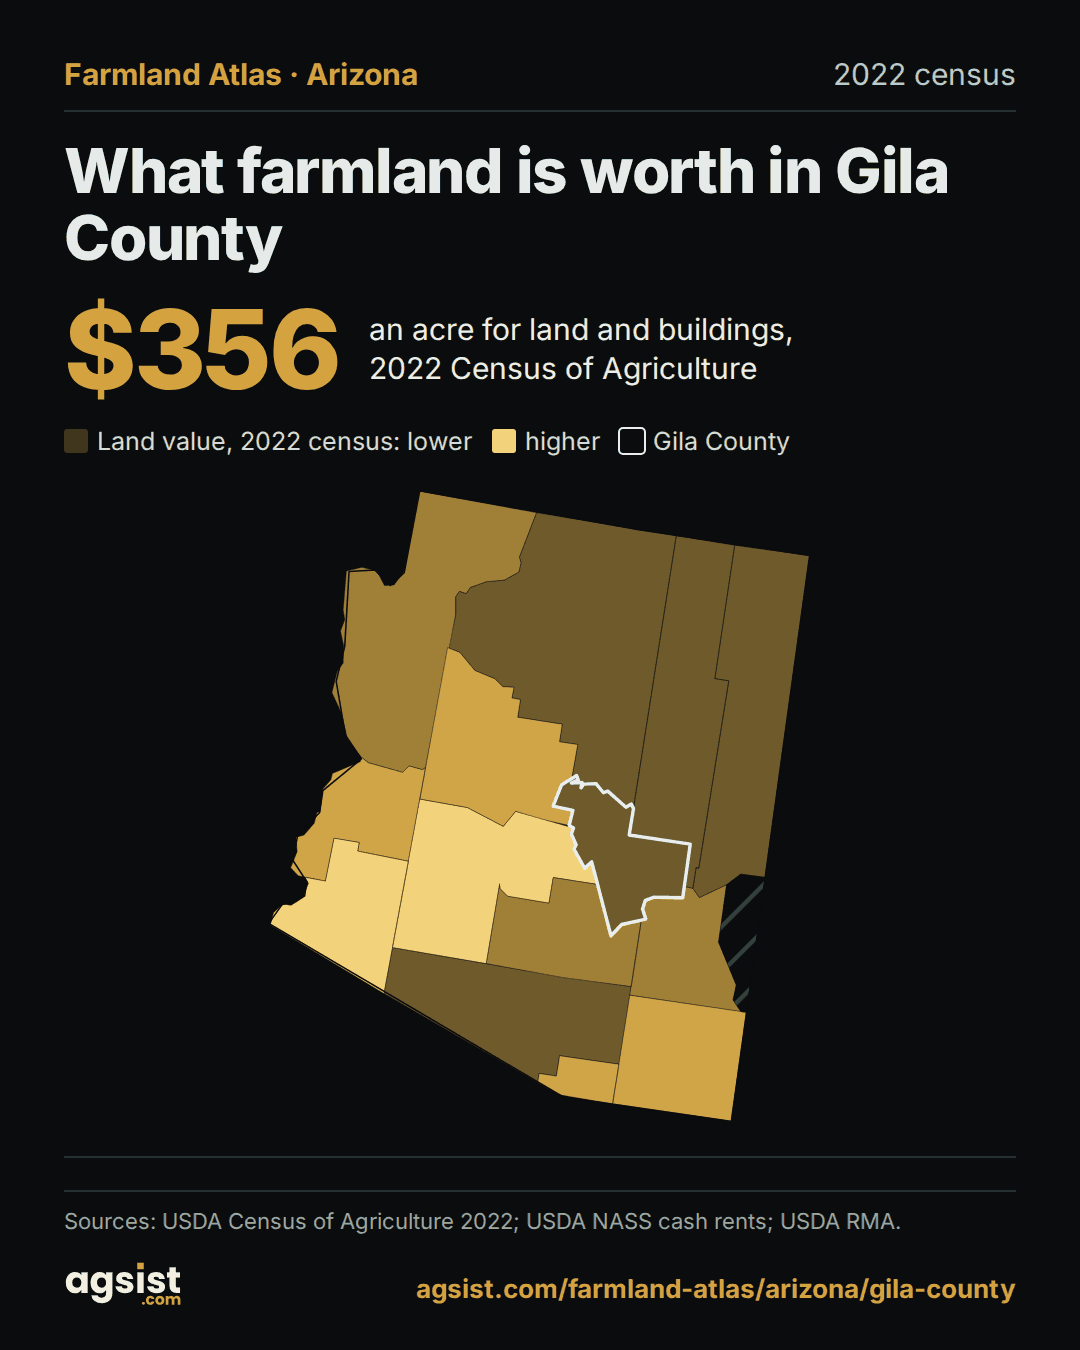 Farmland Atlas · Arizona
2022 census
What farmland is worth in Gila
County
$356
an acre for land and buildings,
2022 Census of Agriculture
Land value, 2022 census: lower
higher
Gila County
Sources: USDA Census of Agriculture 2022; USDA NASS cash rents; USDA RMA.
agsist
.com
agsist.com/farmland-atlas/arizona/gila-county